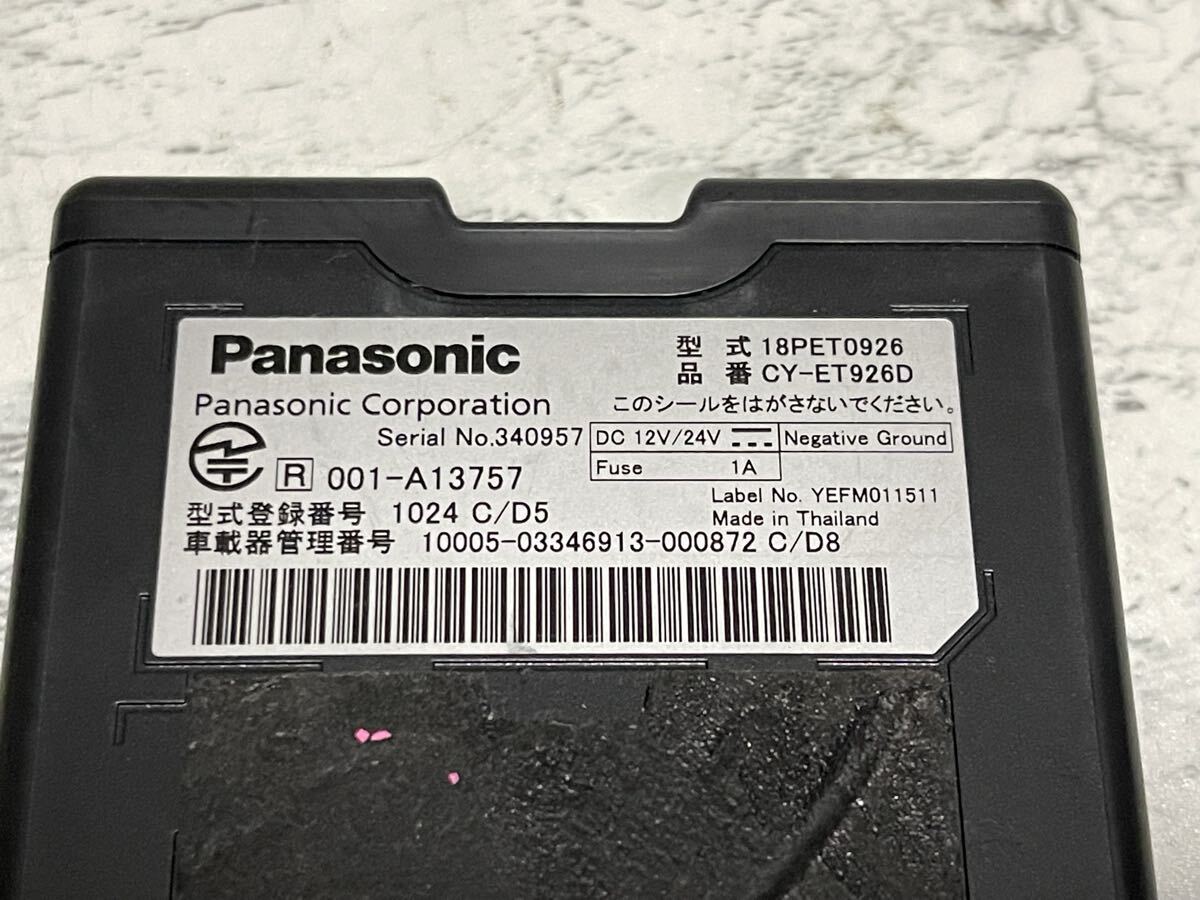 Panasonic
型 式 18PET0926
品 番 CY-ET926D
Panasonic Corporation
このシールをはがさないでください。
Serial No.340957
DC 12V/24V
Negative Ground
Fuse 1A
R 001-A13757
Label No. YEFM011511
Made in Thailand
型式登録番号 1024 C/D5
車載器管理番号 10005-03346913-000872 C/D8